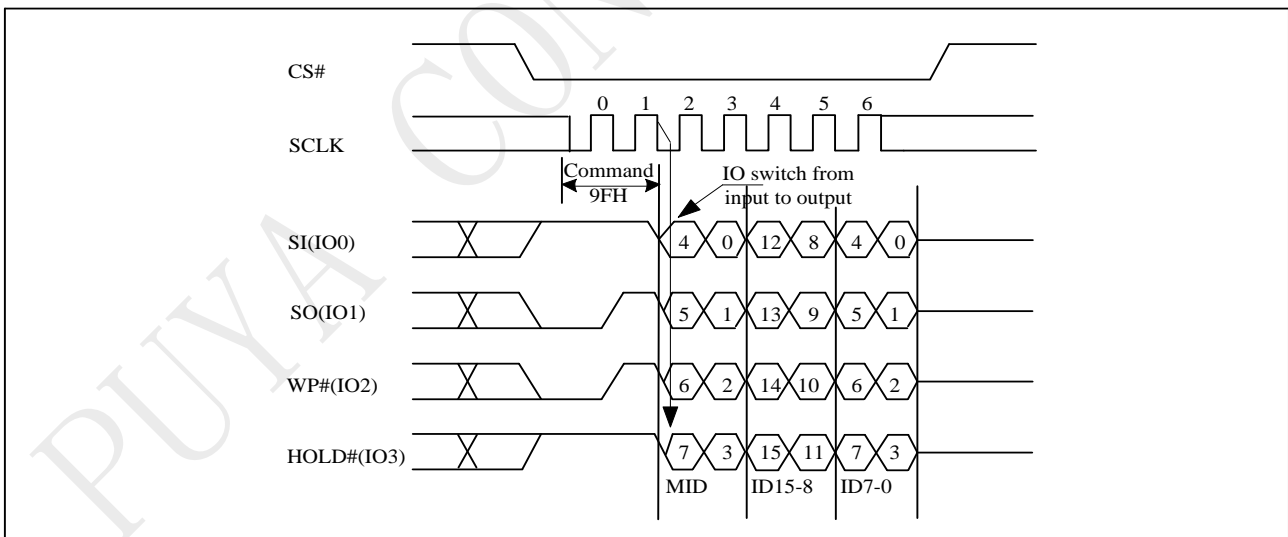 PUYA CON
CS#
0 1 2 3 4 5 6
SCLK
Command
9FH
IO switch from
input to output
SI(IO0)
4 0 12 8 4 0
SO(IO1)
5 1 13 9 5 1
WP#(IO2)
6 2 14 10 6 2
HOLD#(IO3)
7 3 15 11 7 3
MID ID15-8 ID7-0